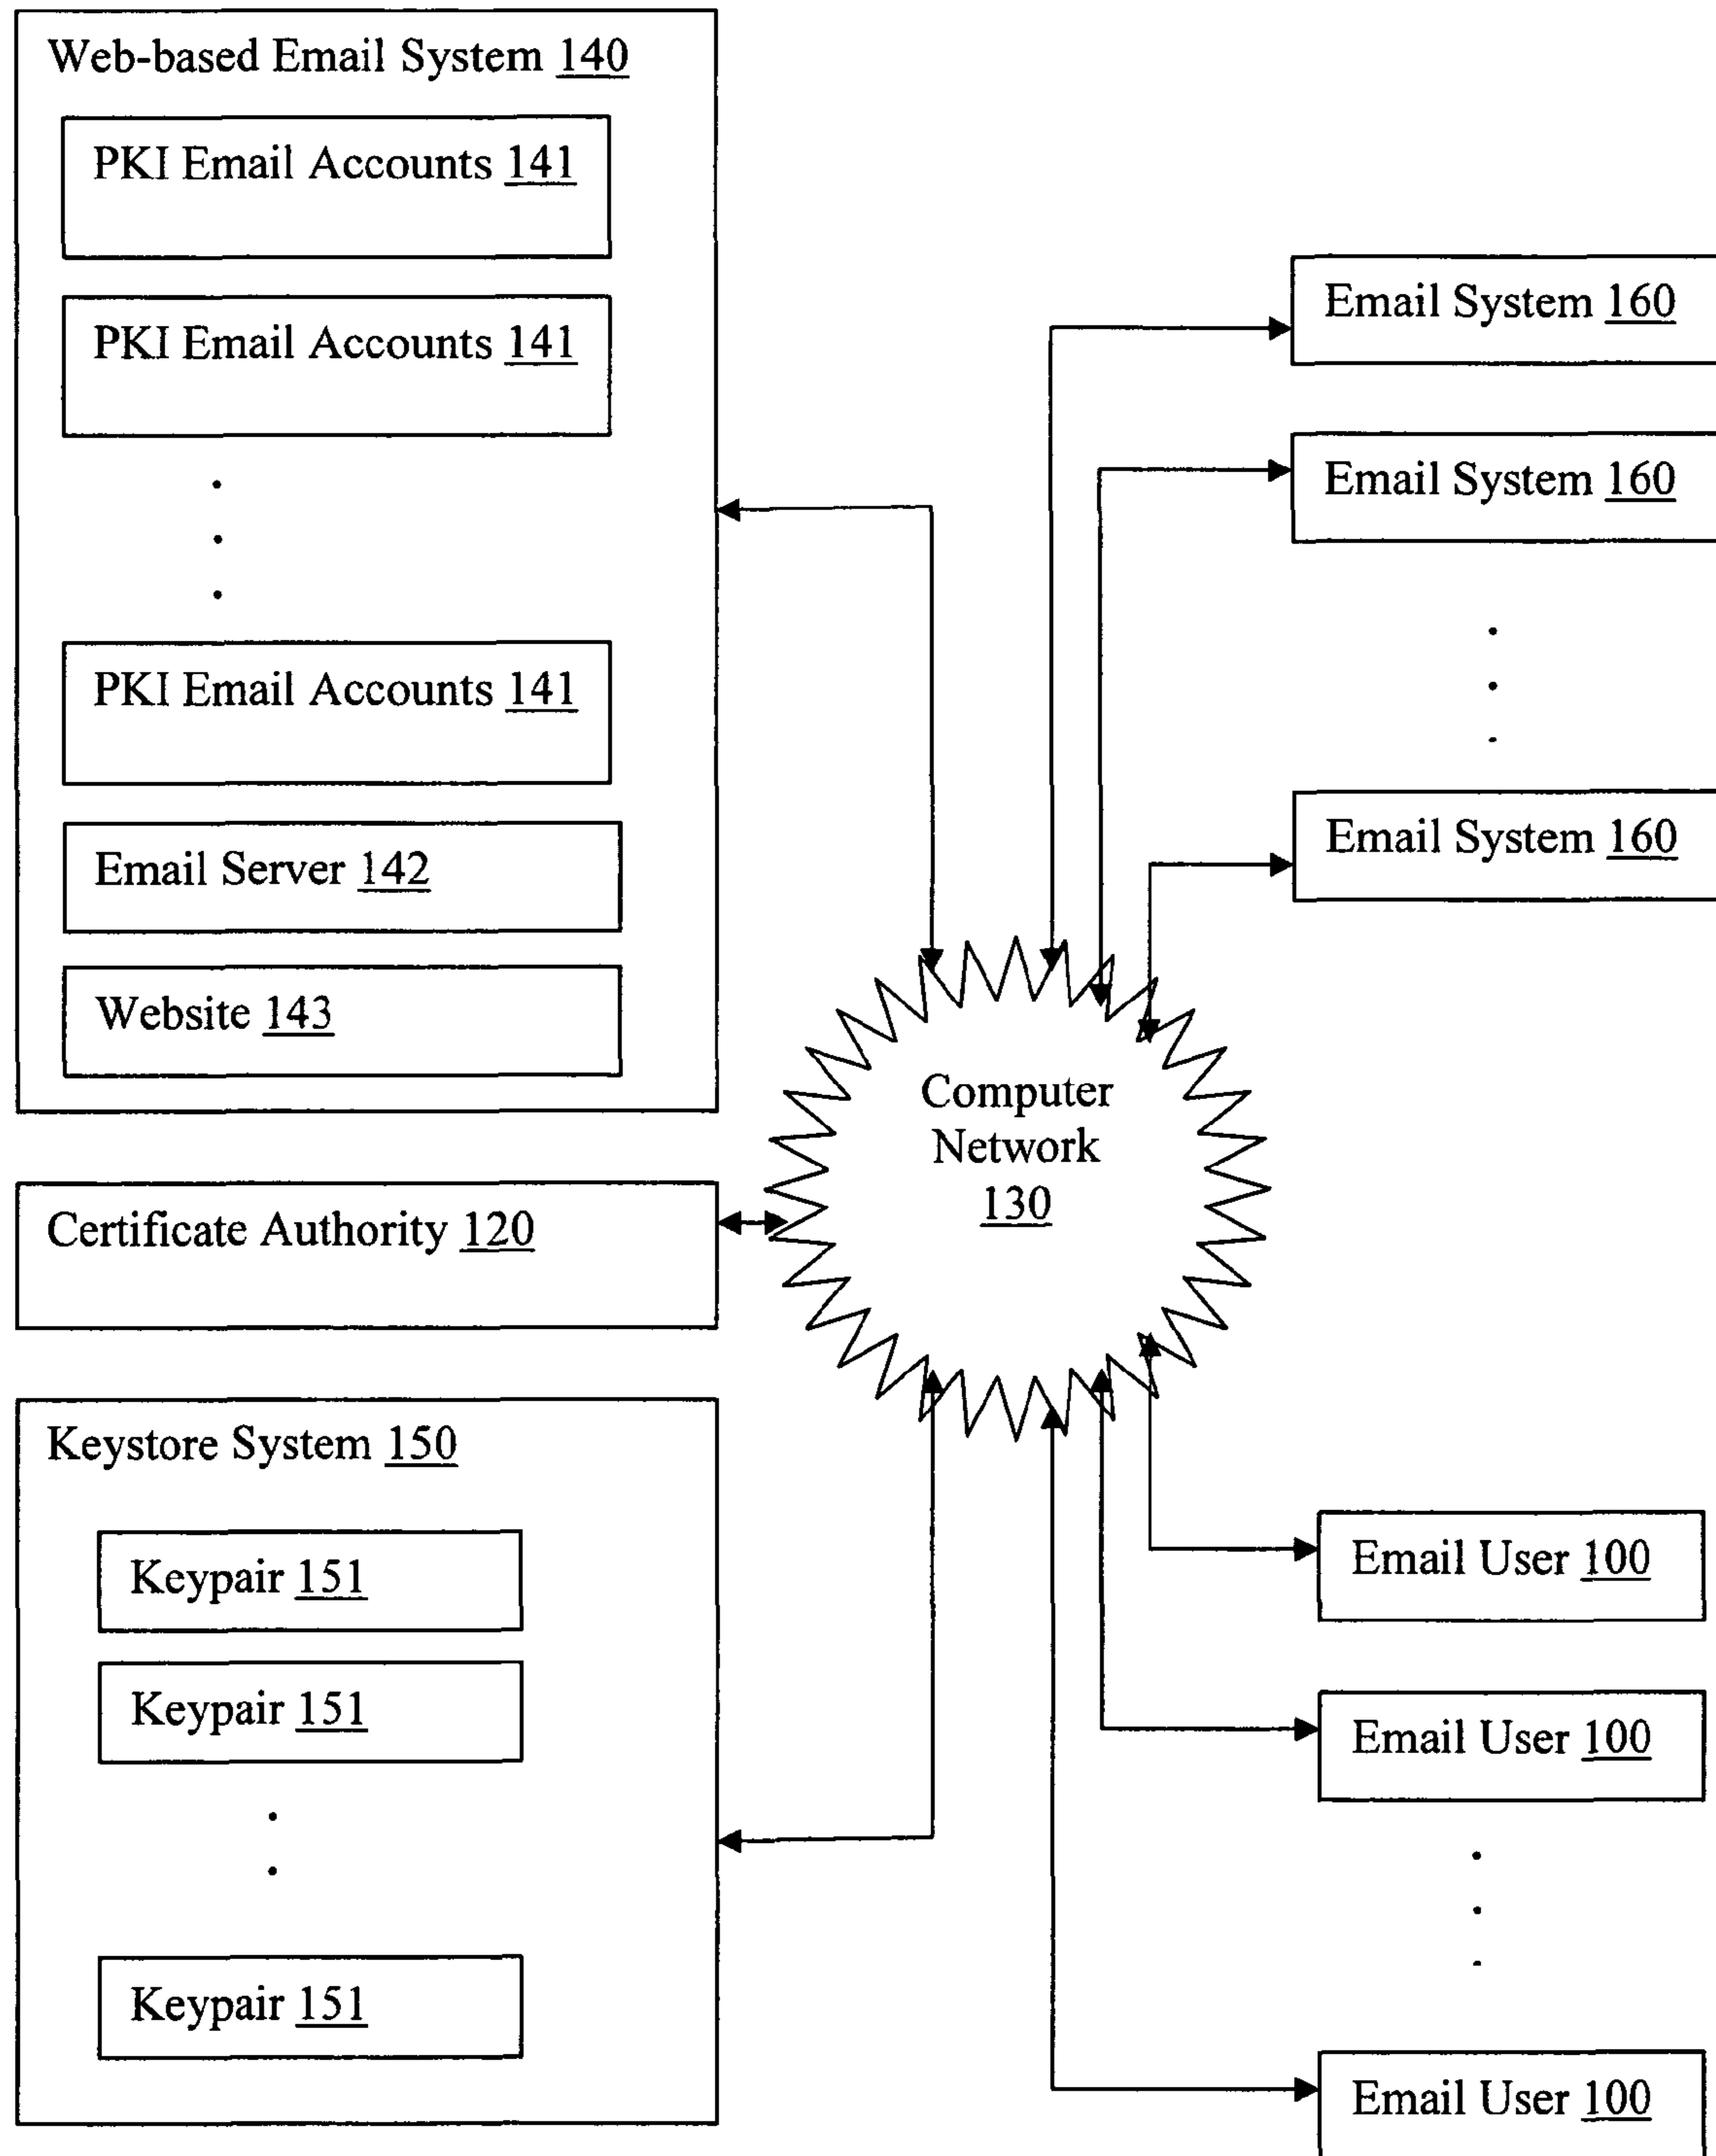 Web-based Email System 140
PKI Email Accounts 141
PKI Email Accounts 141
PKI Email Accounts 141
Email Server 142
Website 143
Certificate Authority 120
Keystore System 150
Keypair 151
Keypair 151
Keypair 151
Computer
Network
130
Email System 160
Email System 160
Email System 160
Email User 100
Email User 100
Email User 100